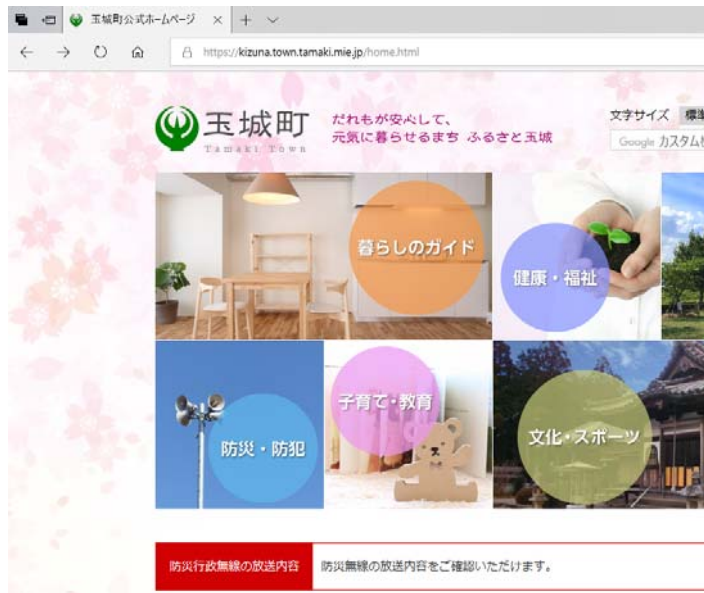 玉城町公式ホームページ
https://kizuna.town.tamaki.mie.jp/home.html
玉城町
Tamaki Town
だれもが安心して、
元気に暮らせるまち ふるさと玉城
文字サイズ 標準
Google カスタム
暮らしのガイド
健康・福祉
防災・防犯
子育て・教育
文化・スポーツ
防災行政無線の放送内容
防災無線の放送内容をご確認いただけます。